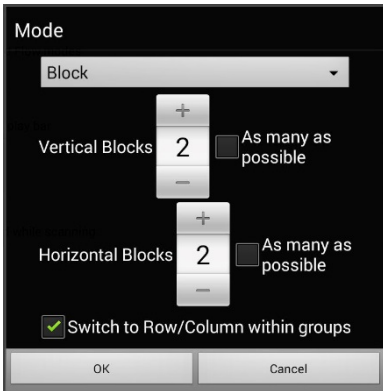 Mode
Block
+
Vertical Blocks 2 As many as
possible
−
+
Horizontal Blocks 2 As many as
possible
−
Switch to Row/Column within groups
OK Cancel